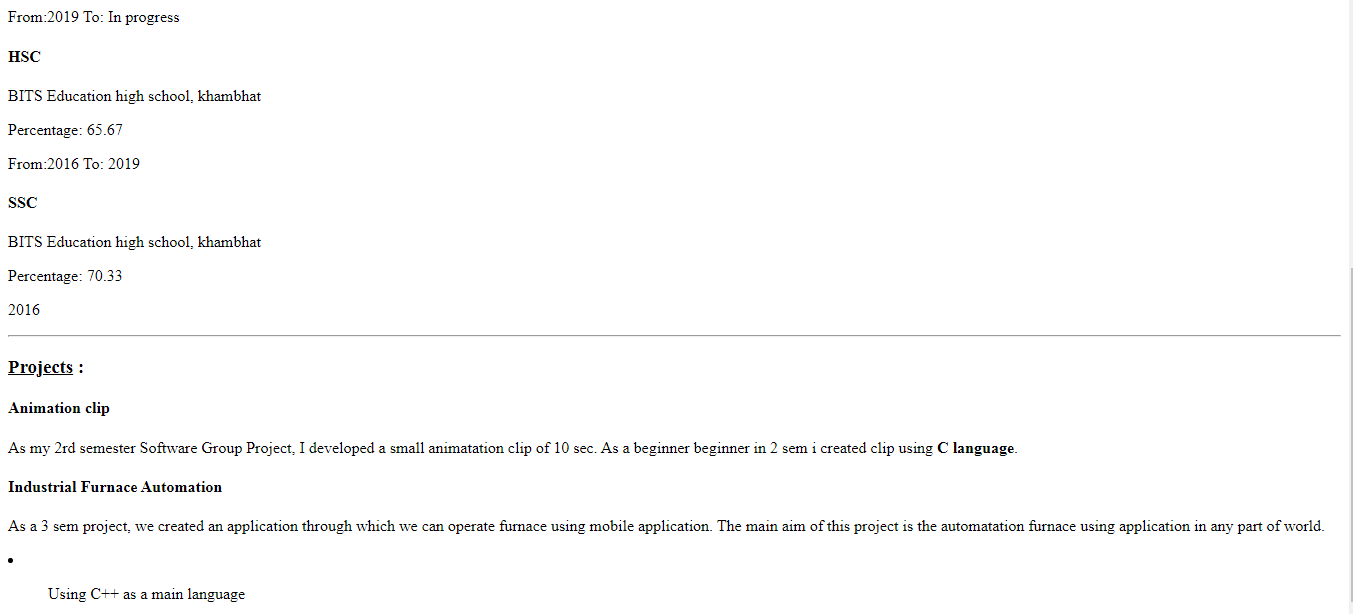 From:2019 To: In progress
HSC
BITS Education high school, khambhat
Percentage: 65.67
From:2016 To: 2019
SSC
BITS Education high school, khambhat
Percentage: 70.33
2016
Projects :
Animation clip
As my 2rd semester Software Group Project, I developed a small animatation clip of 10 sec. As a beginner beginner in 2 sem i created clip using C language.
Industrial Furnace Automation
As a 3 sem project, we created an application through which we can operate furnace using mobile application. The main aim of this project is the automatation furnace using application in any part of world.
•
Using C++ as a main language